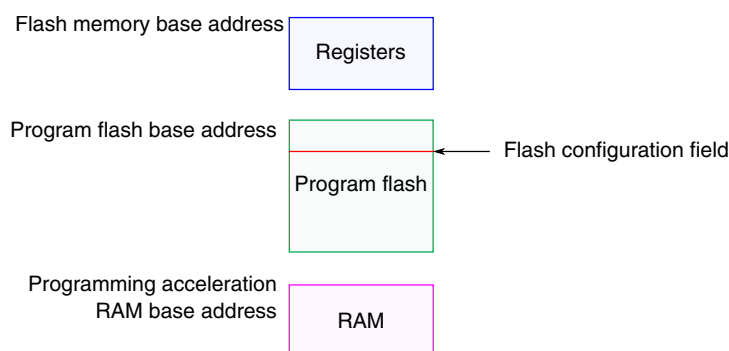 Flash memory base address
Registers
Program flash base address
Flash configuration field
Program flash
Programming acceleration
RAM base address
RAM